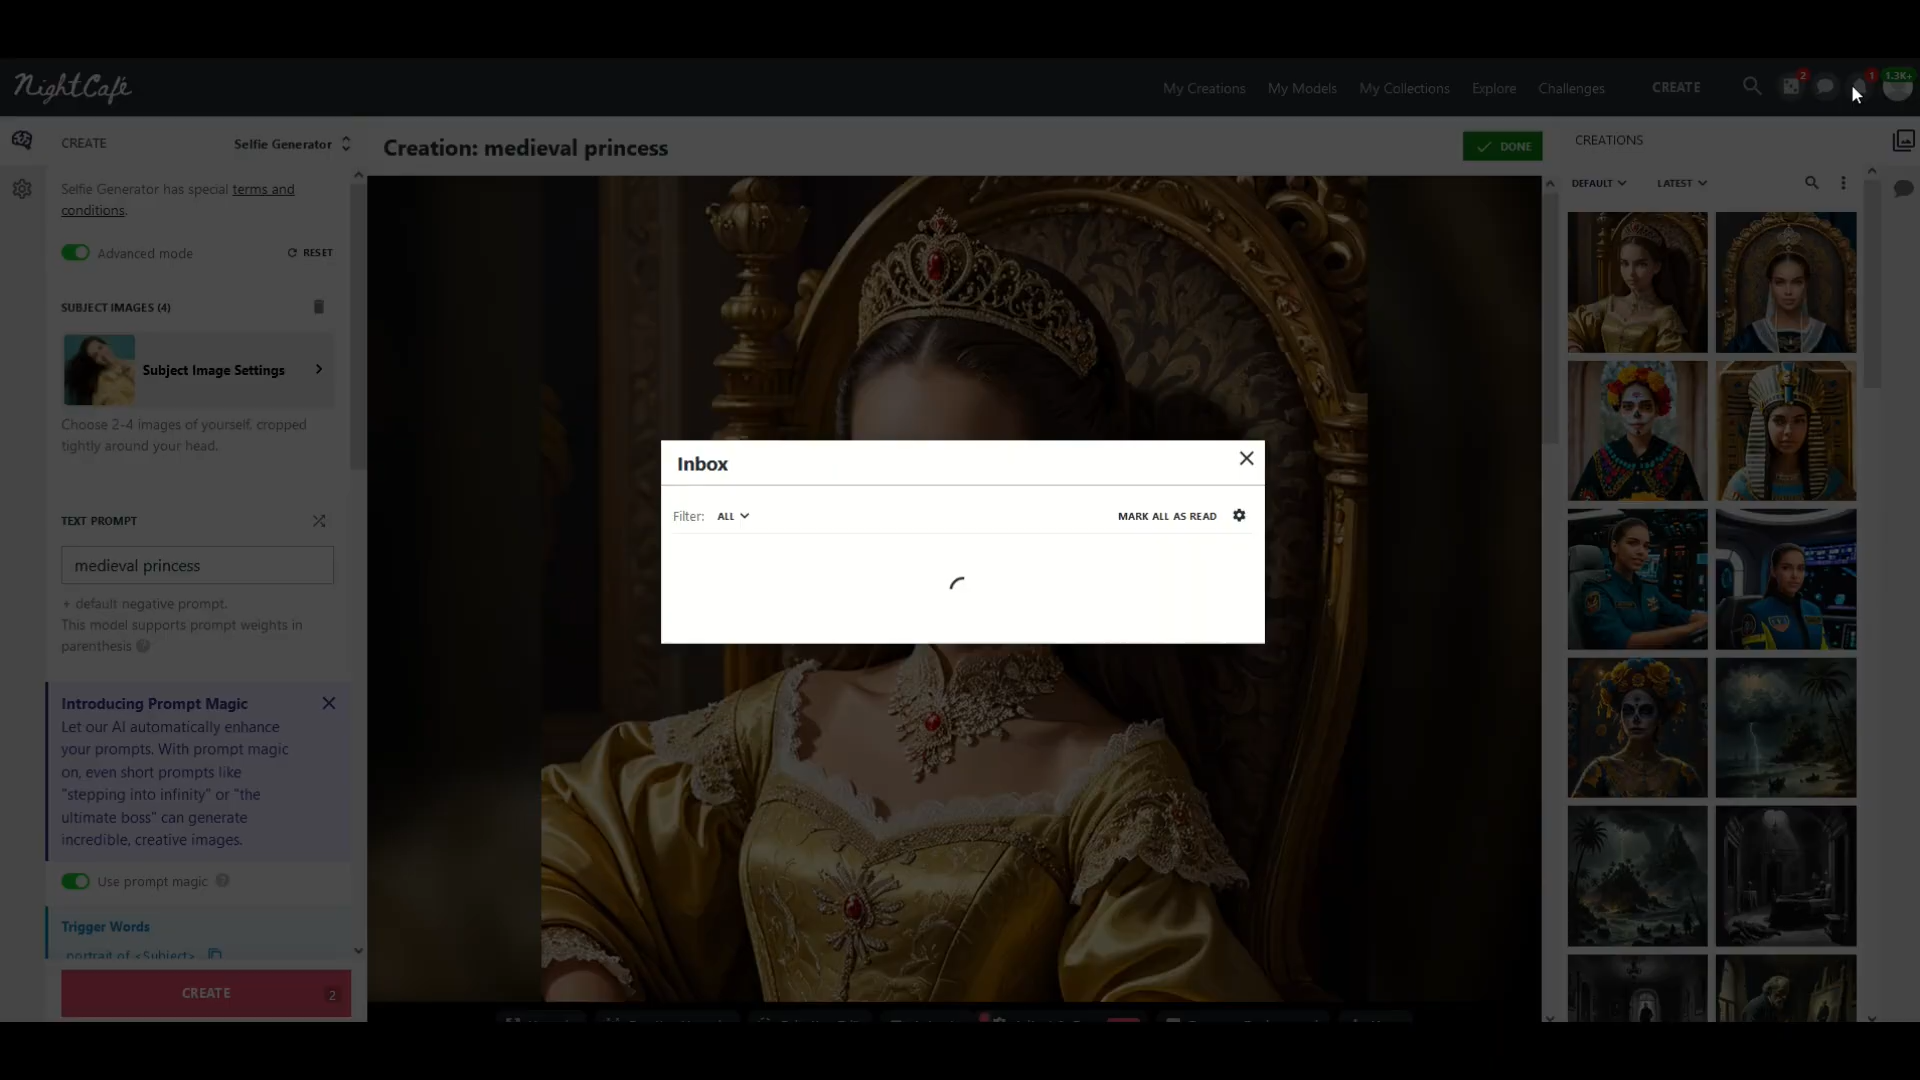 NightCafé
My Creations
My Models
My Collections
Explore
Challenges
CREATE
2
1
1.3K+
CREATE
Selfie Generator
Selfie Generator has special terms and
conditions.
Advanced mode
RESET
SUBJECT IMAGES (4)
Subject Image Settings
Choose 2-4 images of yourself, cropped
tightly around your head.
TEXT PROMPT
medieval princess
+ default negative prompt.
This model supports prompt weights in
parenthesis
Introducing Prompt Magic
Let our AI automatically enhance
your prompts. With prompt magic
on, even short prompts like
"stepping into infinity" or "the
ultimate boss" can generate
incredible, creative images.
Use prompt magic
Trigger Words
portrait of <Subject>
CREATE
2
Creation: medieval princess
DONE
Inbox
Filter: ALL
MARK ALL AS READ
CREATIONS
DEFAULT
LATEST